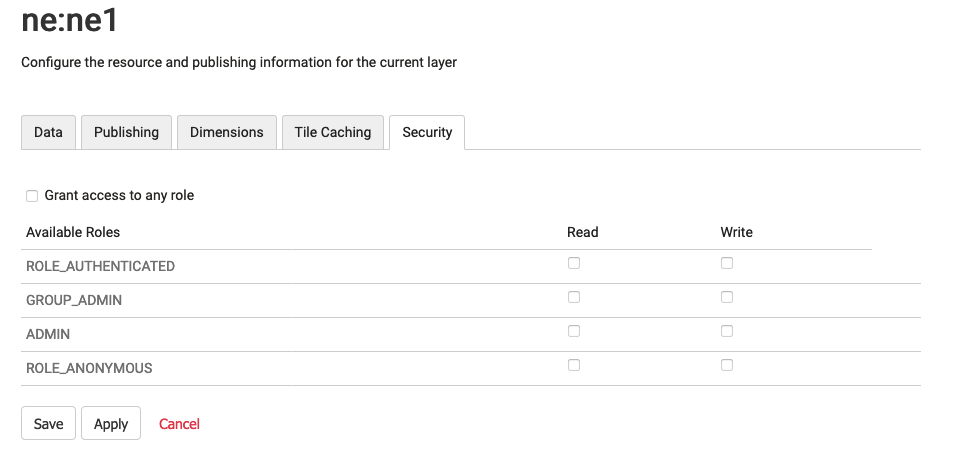 ne:ne1
Configure the resource and publishing information for the current layer
Data Publishing Dimensions Tile Caching Security
Grant access to any role
Available Roles Read Write
ROLE_AUTHENTICATED
GROUP_ADMIN
ADMIN
ROLE_ANONYMOUS
Save Apply Cancel